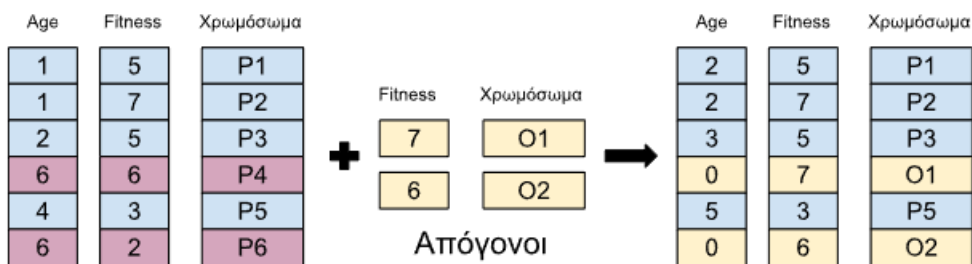 Age Fitness Χρωμόσωμα
1 5 P1
1 7 P2
2 5 P3
6 6 P4
4 3 P5
6 2 P6
Fitness Χρωμόσωμα
7 O1
6 O2
Απόγονοι
Age Fitness Χρωμόσωμα
2 5 P1
2 7 P2
3 5 P3
0 7 O1
5 3 P5
0 6 O2